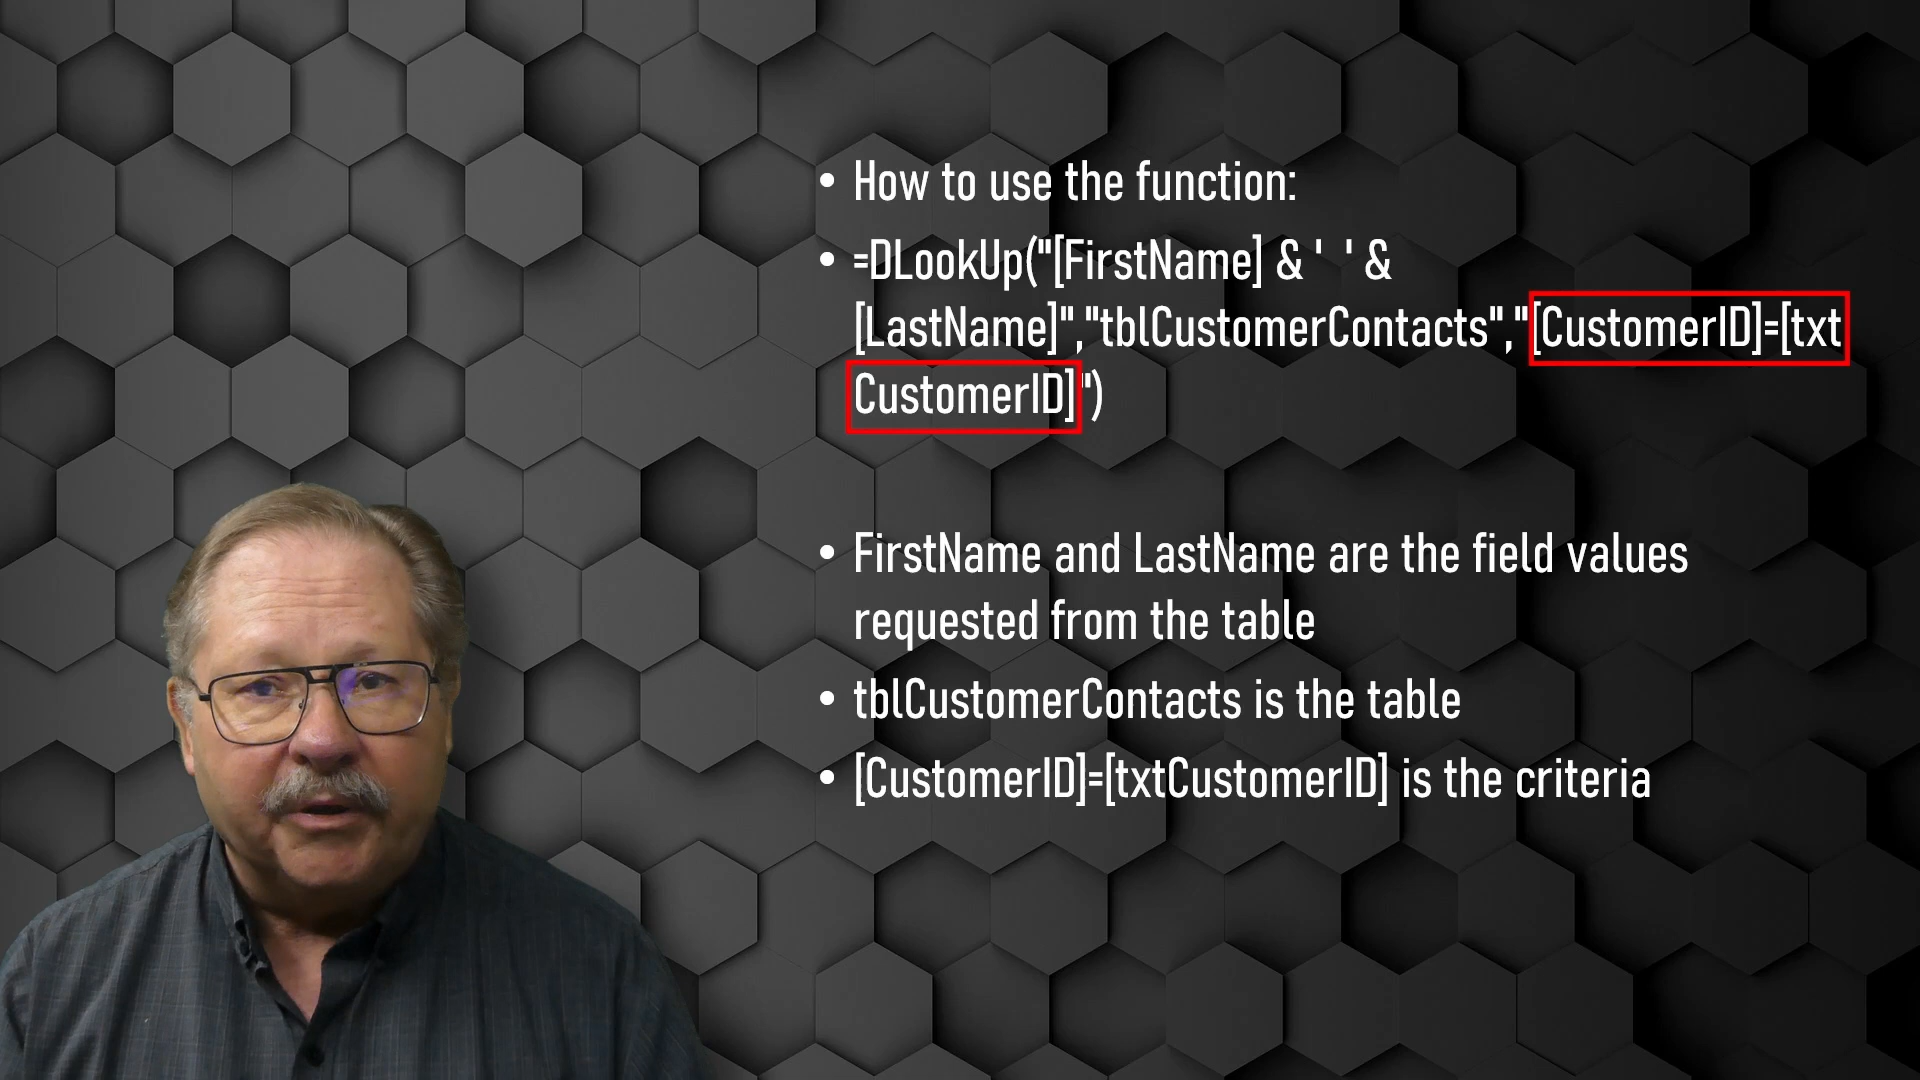 • How to use the function:
• =DLookUp("[FirstName] & ' ' &
[LastName]","tblCustomerContacts","[CustomerID]=[txt
CustomerID]")
• FirstName and LastName are the field values
requested from the table
• tblCustomerContacts is the table
• [CustomerID]=[txtCustomerID] is the criteria